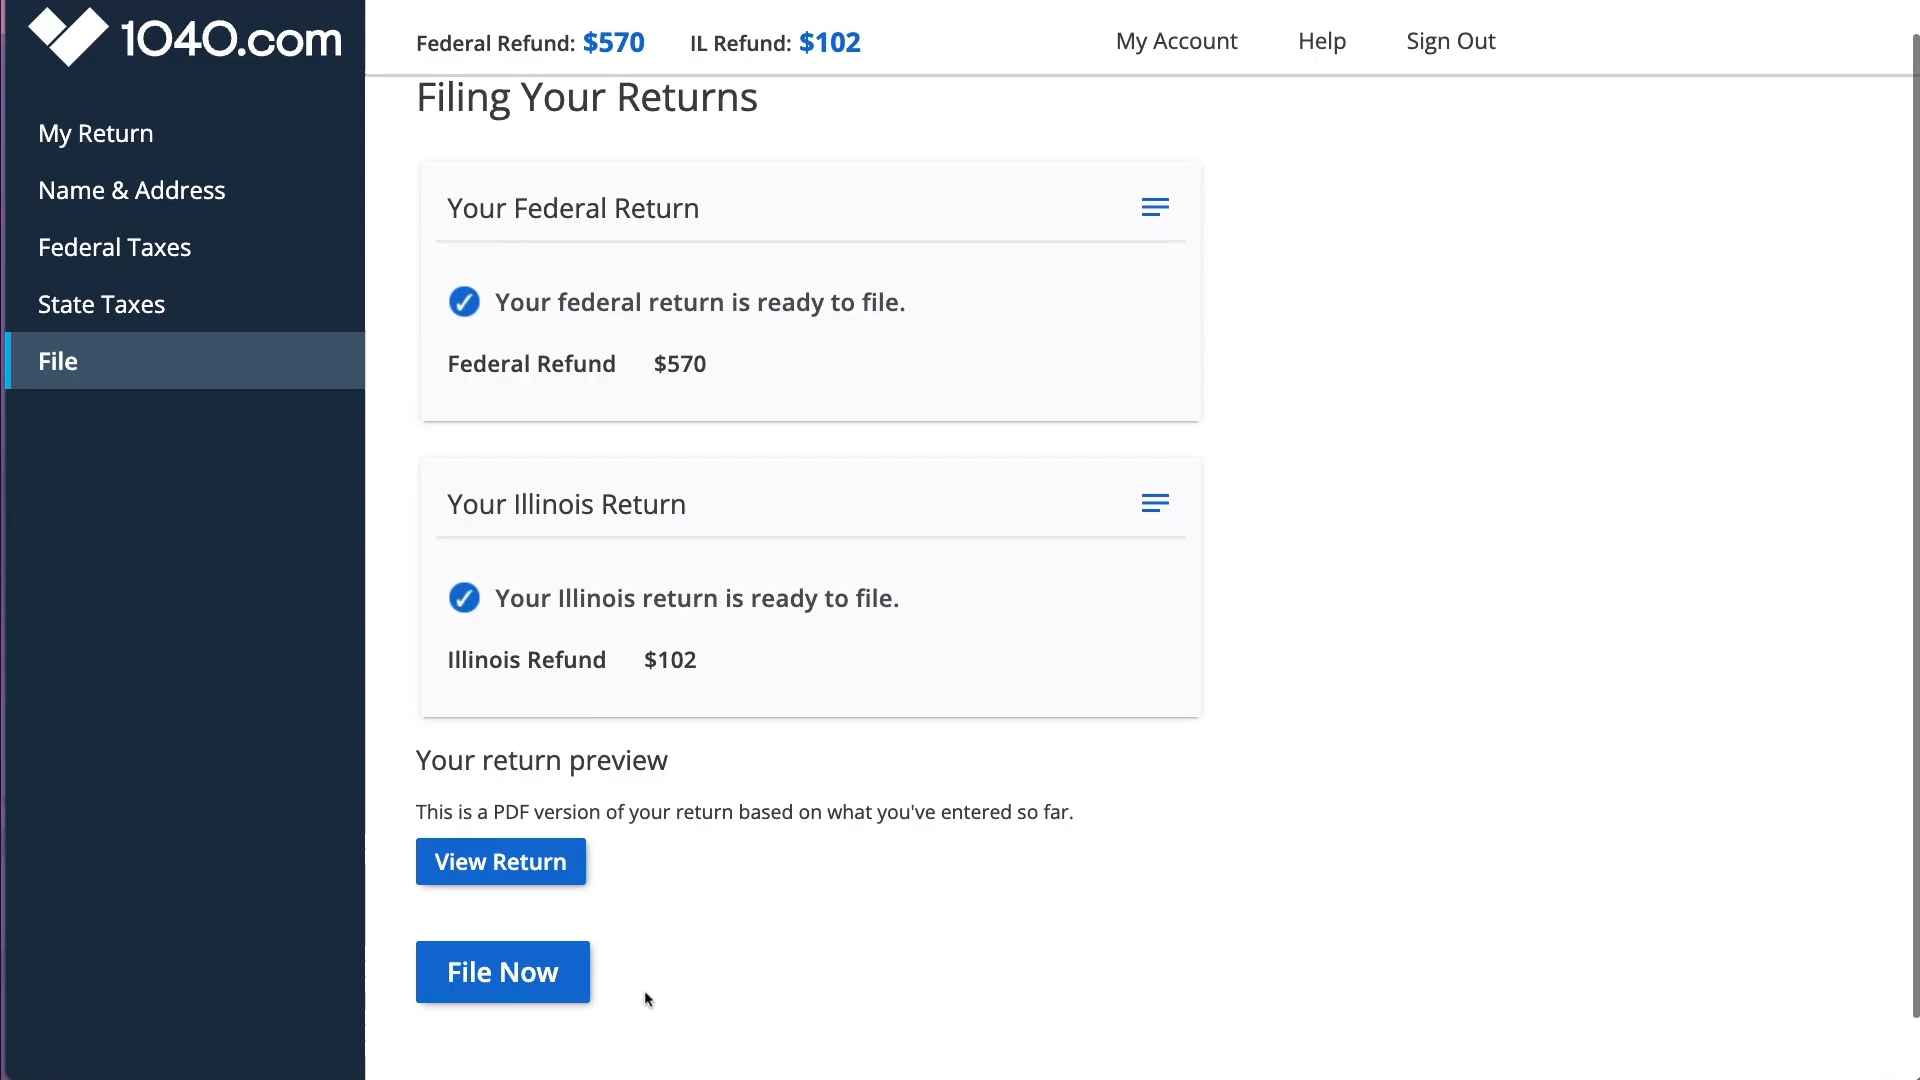 1040.com
Federal Refund: $570 IL Refund: $102 My Account Help Sign Out
My Return
Name & Address
Federal Taxes
State Taxes
File
Filing Your Returns
Your Federal Return
Your federal return is ready to file.
Federal Refund $570
Your Illinois Return
Your Illinois return is ready to file.
Illinois Refund $102
Your return preview
This is a PDF version of your return based on what you've entered so far.
View Return
File Now